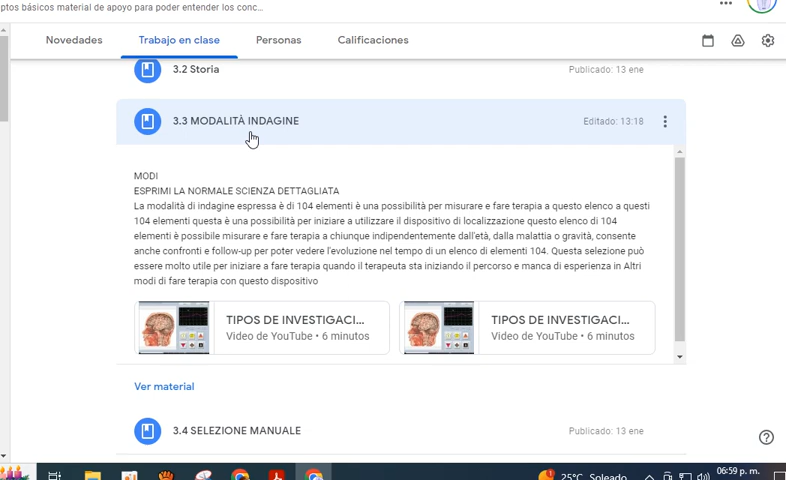 ptos básicos material de apoyo para poder entender los conc...
Novedades
Trabajo en clase
Personas
Calificaciones
3.2 Storia
Publicado: 13 ene
3.3 MODALITÀ INDAGINE
Editado: 13:18
MODI
ESPRIMI LA NORMALE SCIENZA DETTAGLIATA
La modalità di indagine espressa è di 104 elementi è una possibilità per misurare e fare terapia a questo elenco a questi
104 elementi questa è una possibilità per iniziare a utilizzare il dispositivo di localizzazione questo elenco di 104
elementi è possibile misurare e fare terapia a chiunque indipendentemente dall'età, dalla malattia o gravità, consente
anche confronti e follow-up per poter vedere l'evoluzione nel tempo di un elenco di elementi 104. Questa selezione può
essere molto utile per iniziare a fare terapia quando il terapeuta sta iniziando il percorso e manca di esperienza in Altri
modi di fare terapia con questo dispositivo
TIPOS DE INVESTIGACI...
Video de YouTube • 6 minutos
TIPOS DE INVESTIGACI...
Video de YouTube • 6 minutos
Ver material
3.4 SELEZIONE MANUALE
Publicado: 13 ene
25°C Soleado
06:59 p. m.